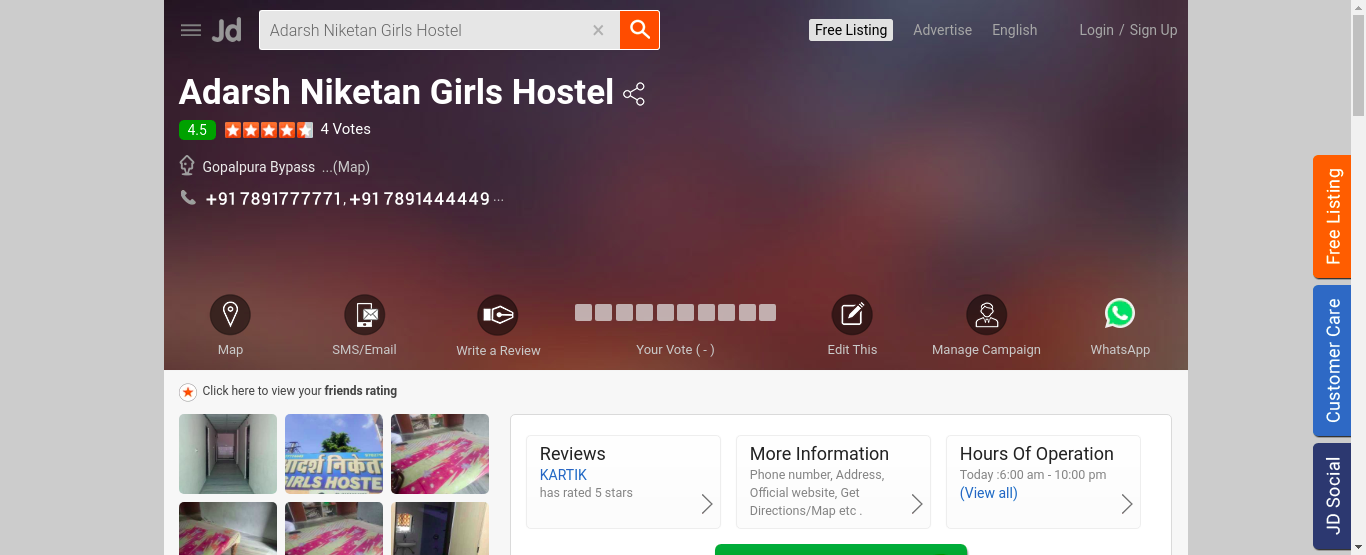 Jd
Adarsh Niketan Girls Hostel
Free Listing
Advertise
English
Login / Sign Up
Adarsh Niketan Girls Hostel
4.5
4 Votes
Gopalpura Bypass ...(Map)
+91 7891777771, +91 7891444449 ...
Map
SMS/Email
Write a Review
Your Vote ( - )
Edit This
Manage Campaign
WhatsApp
Click here to view your friends rating
GIRLS HOSTE
Reviews
KARTIK
has rated 5 stars
More Information
Phone number, Address,
Official website, Get
Directions/Map etc .
Hours Of Operation
Today :6:00 am - 10:00 pm
(View all)
Free Listing
Customer Care
JD Social